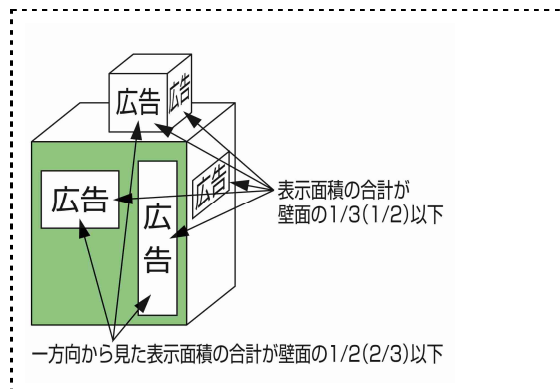 広告
広告
広告
広告
広
告
表示面積の合計が
壁面の1/3(1/2)以下
一方向から見た表示面積の合計が壁面の1/2(2/3)以下